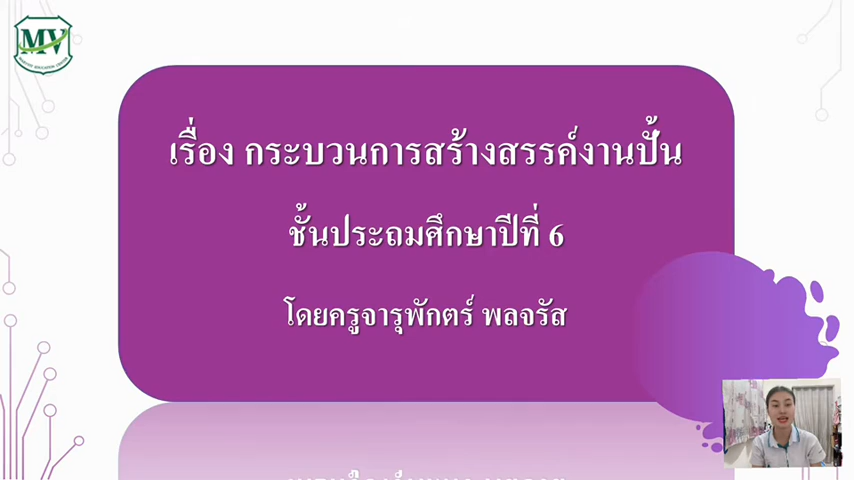 MV
เรื่อง กระบวนการสร้างสรรค์งานปั้น
ชั้นประถมศึกษาปีที่ 6
โดยครูจารุพักตร์ พลจรัส